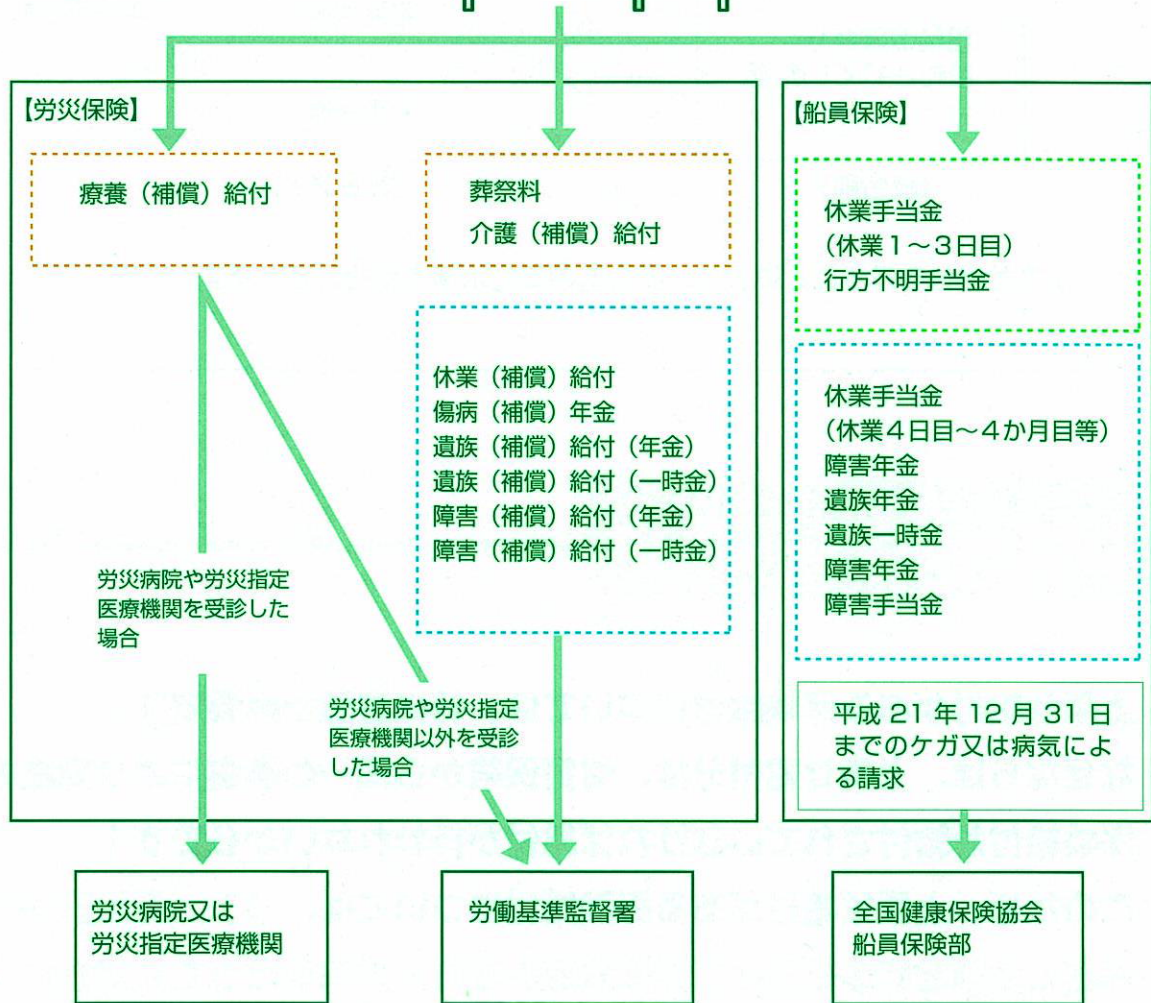 【労災保険】
療養（補償）給付
葬祭料
介護（補償）給付
休業（補償）給付
傷病（補償）年金
遺族（補償）給付（年金）
遺族（補償）給付（一時金）
障害（補償）給付（年金）
障害（補償）給付（一時金）
労災病院や労災指定
医療機関を受診した
場合
労災病院や労災指定
医療機関以外を受診
した場合
【船員保険】
休業手当金
（休業１～３日目）
行方不明手当金
休業手当金
（休業４日目～４か月目等）
障害年金
遺族年金
遺族一時金
障害年金
障害手当金
平成 21 年 12 月 31 日
までのケガ又は病気によ
る請求
労災病院又は
労災指定医療機関
労働基準監督署
全国健康保険協会
船員保険部